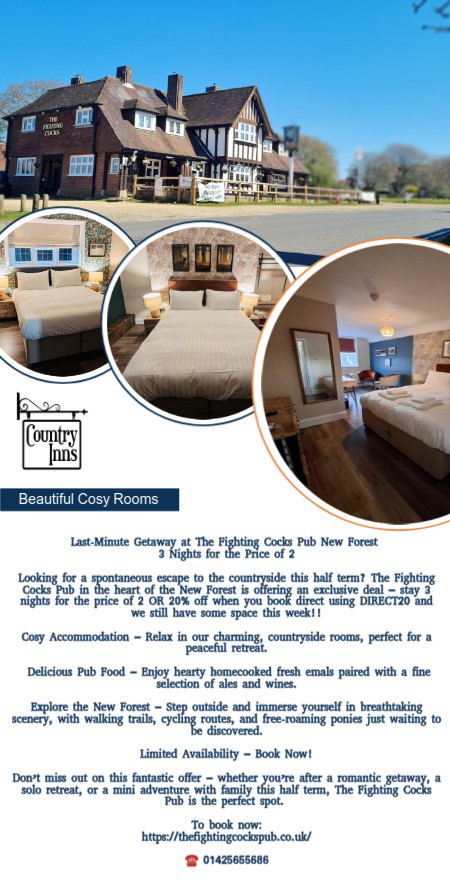 THE
FIGHTING
COCKS
Country
Inns
Beautiful Cosy Rooms
Last-Minute Getaway at The Fighting Cocks Pub New Forest
3 Nights for the Price of 2
Looking for a spontaneous escape to the countryside this half term? The Fighting
Cocks Pub in the heart of the New Forest is offering an exclusive deal – stay 3
nights for the price of 2 OR 20% off when you book direct using DIRECT20 and
we still have some space this week!!
Cosy Accommodation – Relax in our charming, countryside rooms, perfect for a
peaceful retreat.
Delicious Pub Food – Enjoy hearty homecooked fresh emals paired with a fine
selection of ales and wines.
Explore the New Forest – Step outside and immerse yourself in breathtaking
scenery, with walking trails, cycling routes, and free-roaming ponies just waiting to
be discovered.
Limited Availability – Book Now!
Don't miss out on this fantastic offer – whether you're after a romantic getaway, a
solo retreat, or a mini adventure with family this half term, The Fighting Cocks
Pub is the perfect spot.
To book now:
https://thefightingcockspub.co.uk/
☎️ 01425655686